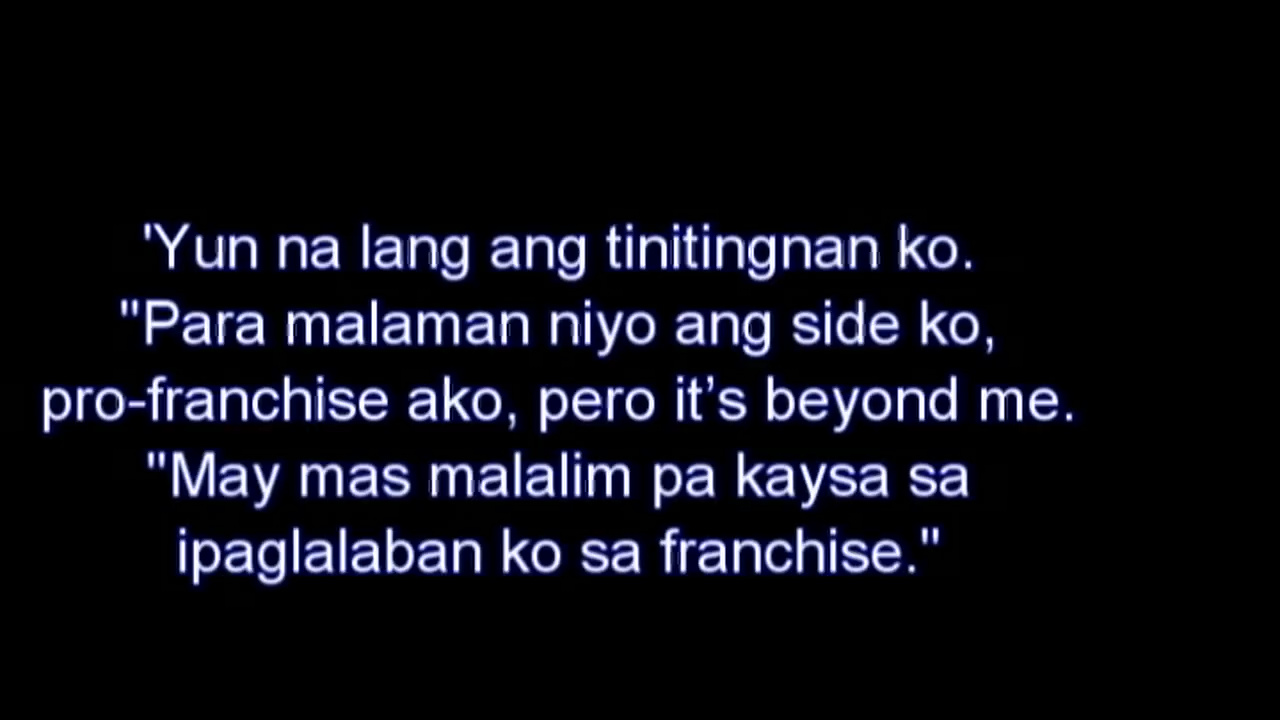 'Yun na lang ang tinitingnan ko.
"Para malaman niyo ang side ko,
pro-franchise ako, pero it’s beyond me.
"May mas malalim pa kaysa sa
ipaglalaban ko sa franchise."